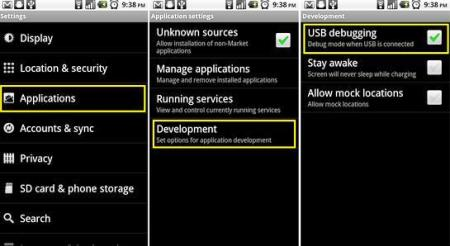 9:38 PM
Settings
Display
Location & security
Applications
Accounts & sync
Privacy
SD card & phone storage
Search
9:38 PM
Application settings
Unknown sources
Allow installation of non-Market
applications
Manage applications
Manage and remove installed applications
Running services
View and control currently running services
Development
Set options for application development
9:38 PM
Development
USB debugging
Debug mode when USB is connected
Stay awake
Screen will never sleep while charging
Allow mock locations
Allow mock locations